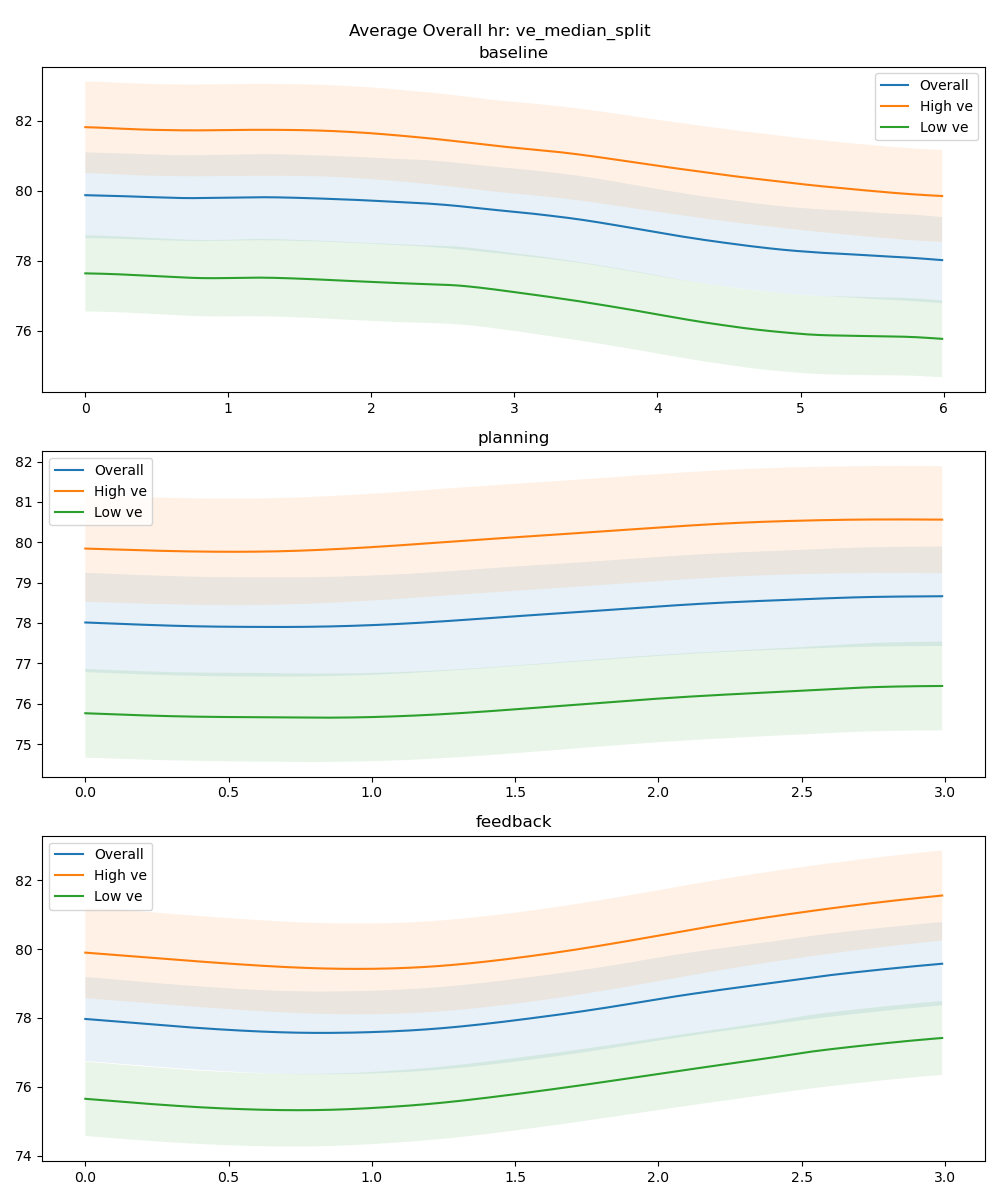 Average Overall hr: ve_median_split
baseline
Overall
High ve
Low ve
82
80
78
76
0 1 2 3 4 5 6
planning
Overall
High ve
Low ve
82
81
80
79
78
77
76
75
0.0 0.5 1.0 1.5 2.0 2.5 3.0
feedback
Overall
High ve
Low ve
82
80
78
76
74
0.0 0.5 1.0 1.5 2.0 2.5 3.0